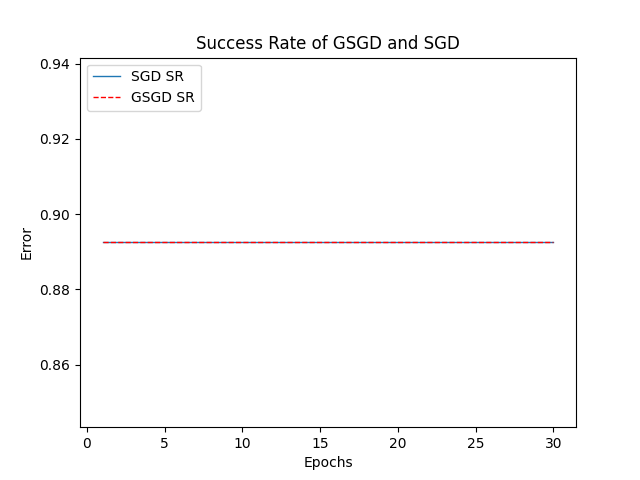 Success Rate of GSGD and SGD
SGD SR
GSGD SR
0.94
0.92
0.90
0.88
0.86
Error
0 5 10 15 20 25 30
Epochs